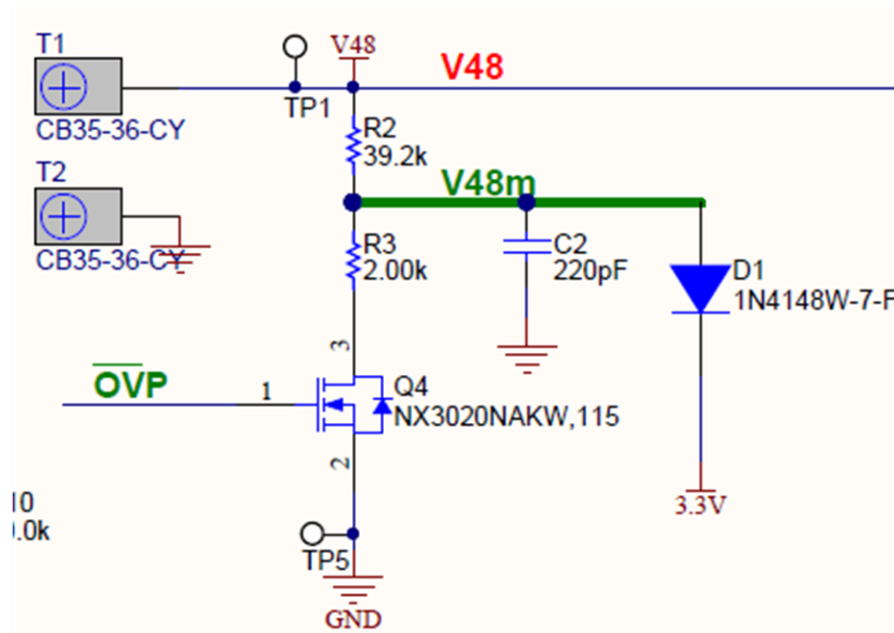 T1
V48
V48
TP1
CB35-36-CY
R2
39.2k
T2
V48m
CB35-36-CY
R3
2.00k
C2
220pF
D1
1N4148W-7-F
3
OVP
1
Q4
NX3020NAKW,115
2
3.3V
TP5
GND